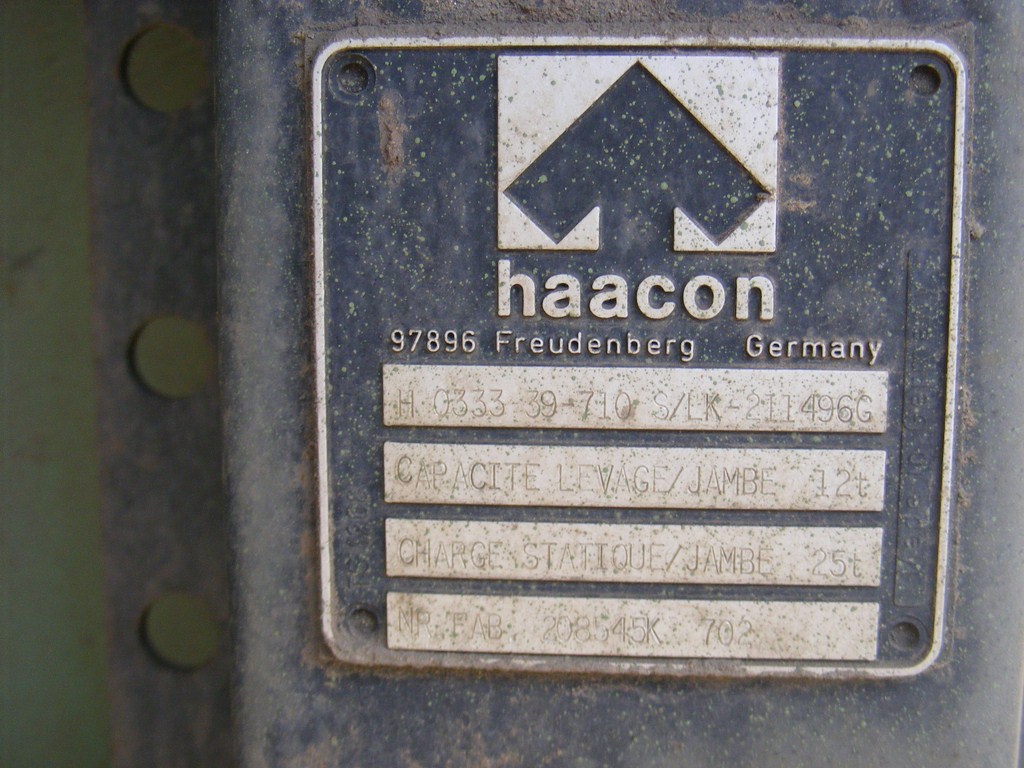 haacon
97896 Freudenberg Germany
H 0333 39-710 S/LK-211496G
CAPACITE LEVAGE/JAMBE 12t
CHARGE STATIQUE/JAMBE 25t
NR FAB 208545K 702